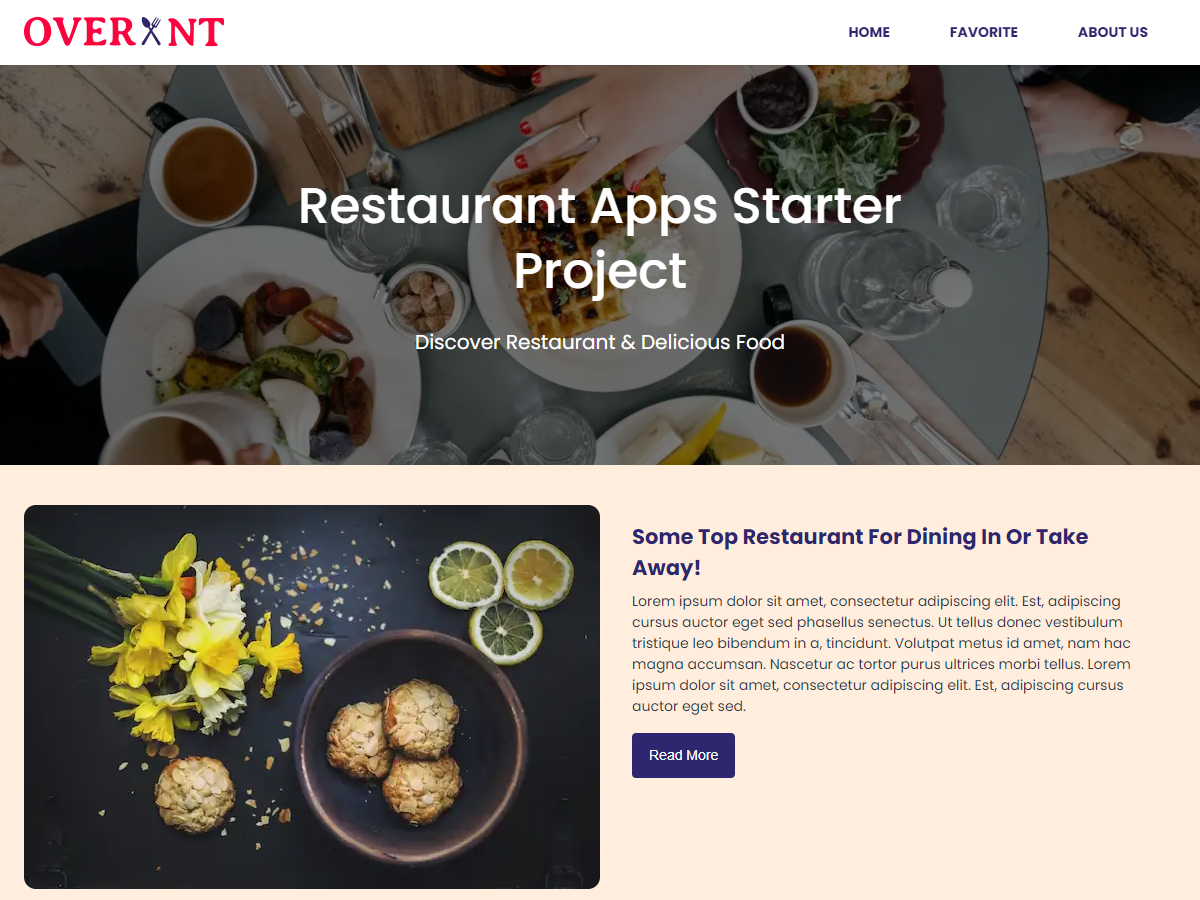 OVER NT
HOME
FAVORITE
ABOUT US
Restaurant Apps Starter
Project
Discover Restaurant & Delicious Food
Some Top Restaurant For Dining In Or Take
Away!
Lorem ipsum dolor sit amet, consectetur adipiscing elit. Est, adipiscing
cursus auctor eget sed phasellus senectus. Ut tellus donec vestibulum
tristique leo bibendum in a, tincidunt. Volutpat metus id amet, nam hac
magna accumsan. Nascetur ac tortor purus ultrices morbi tellus. Lorem
ipsum dolor sit amet, consectetur adipiscing elit. Est, adipiscing cursus
auctor eget sed.
Read More